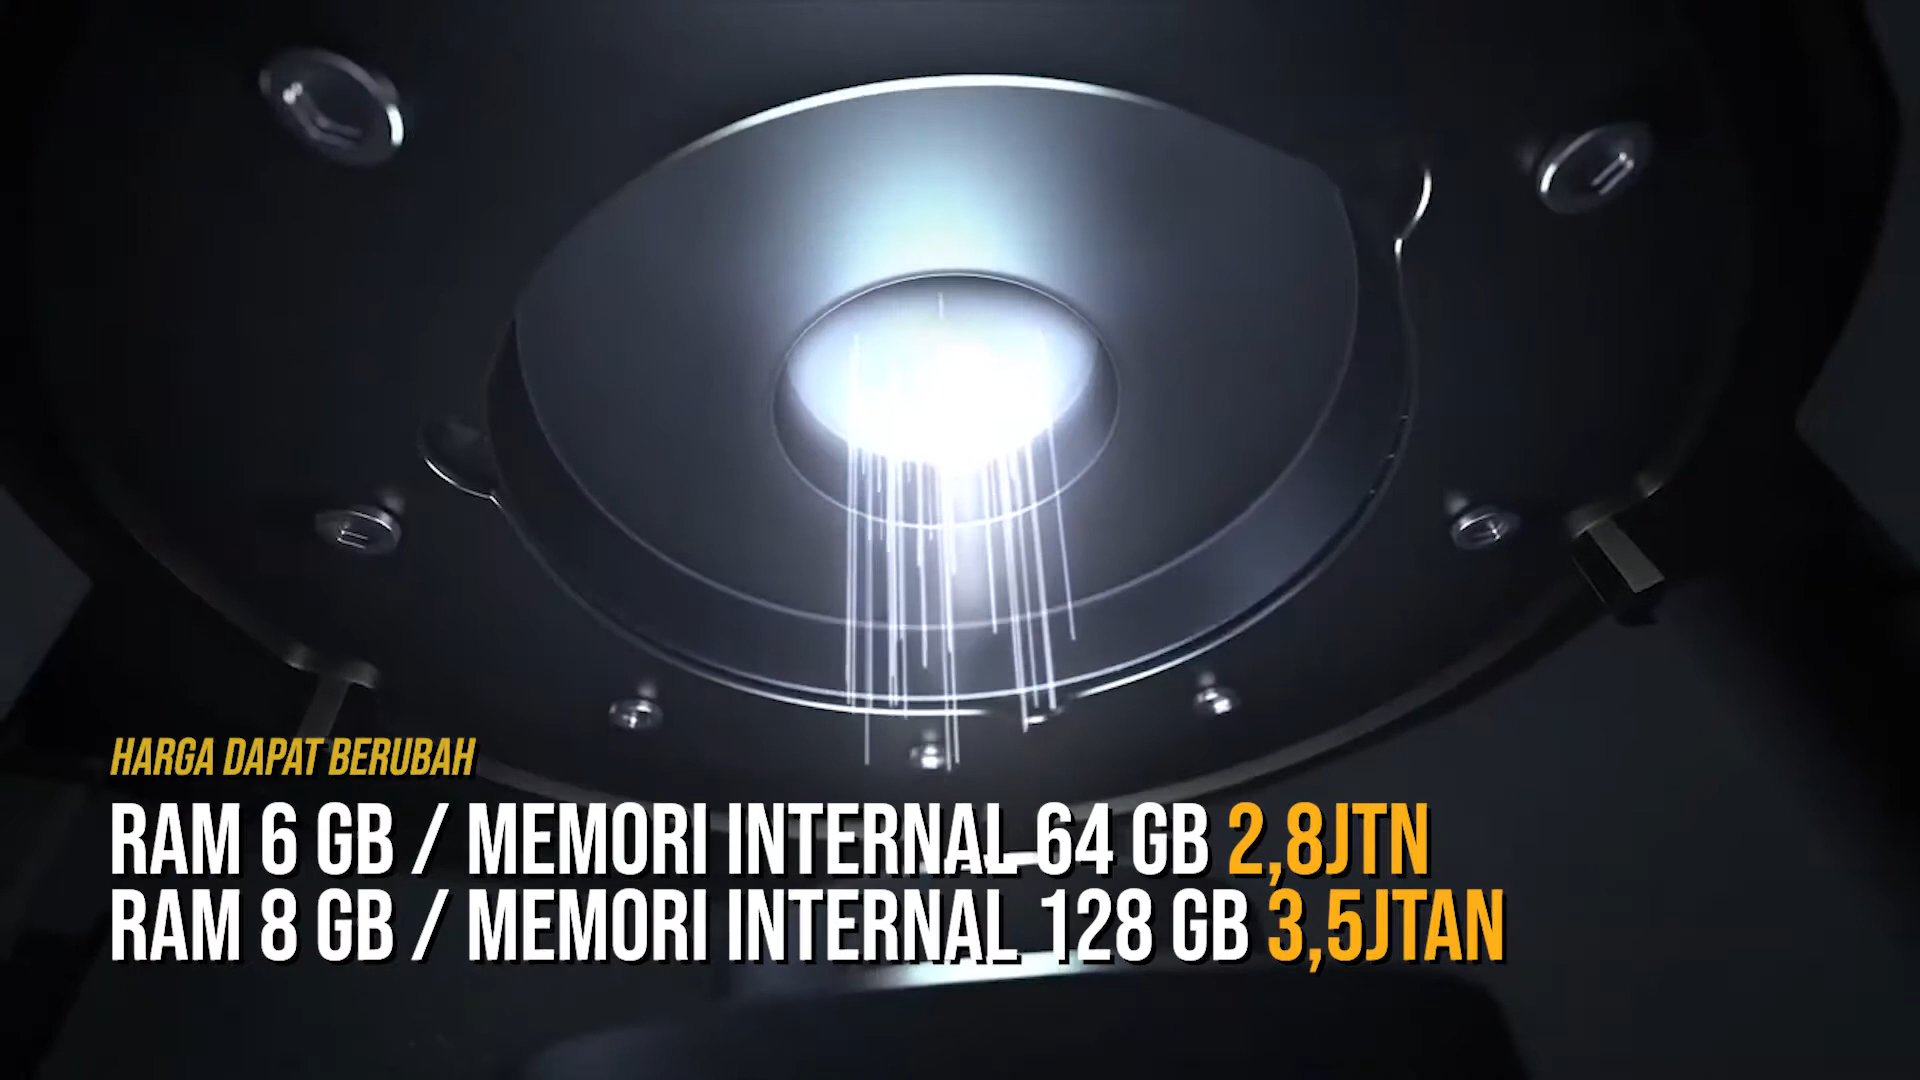 HARGA DAPAT BERUBAH
RAM 6 GB / MEMORI INTERNAL 64 GB 2,8JTN
RAM 8 GB / MEMORI INTERNAL 128 GB 3,5JTAN